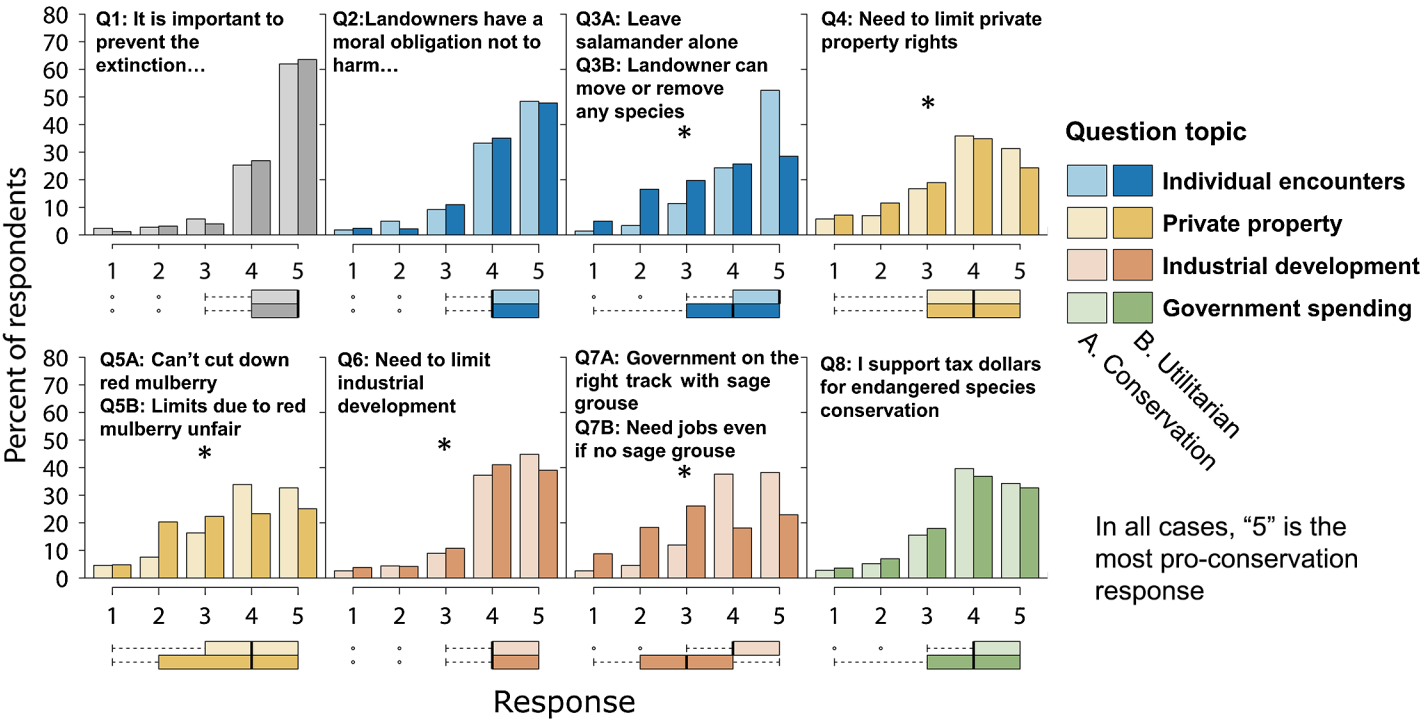 Percent of respondents
80
70
60
50
40
30
20
10
0
Q1: It is important to
prevent the
extinction…
1 2 3 4 5
Q2:Landowners have a
moral obligation not to
harm…
1 2 3 4 5
Q3A: Leave
salamander alone
Q3B: Landowner can
move or remove
any species
*
1 2 3 4 5
Q4: Need to limit private
property rights
*
1 2 3 4 5
80
70
60
50
40
30
20
10
0
Q5A: Can't cut down
red mulberry
Q5B: Limits due to red
mulberry unfair
*
1 2 3 4 5
Q6: Need to limit
industrial
development
*
1 2 3 4 5
Q7A: Government on the
right track with sage
grouse
Q7B: Need jobs even
if no sage grouse
*
1 2 3 4 5
Q8: I support tax dollars
for endangered species
conservation
1 2 3 4 5
Response
Question topic
Individual encounters
Private property
Industrial development
Government spending
A. Conservation
B. Utilitarian
In all cases, “5” is the
most pro-conservation
response